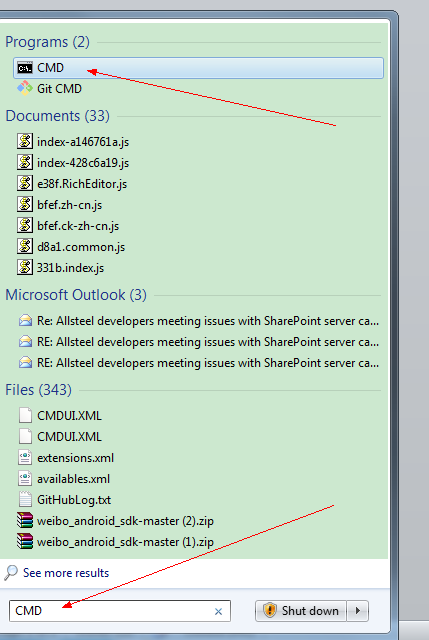 Programs (2)
CMD
Git CMD
Documents (33)
index-a146761a.js
index-428c6a19.js
e38f.RichEditor.js
bfef.zh-cn.js
bfef.ck-zh-cn.js
d8a1.common.js
331b.index.js
Microsoft Outlook (3)
Re: Allsteel developers meeting issues with SharePoint server ca...
RE: Allsteel developers meeting issues with SharePoint server ca...
RE: Allsteel developers meeting issues with SharePoint server ca...
Files (343)
CMDUI.XML
CMDUI.XML
extensions.xml
availables.xml
GitHubLog.txt
weibo_android_sdk-master (2).zip
weibo_android_sdk-master (1).zip
See more results
CMD
Shut down